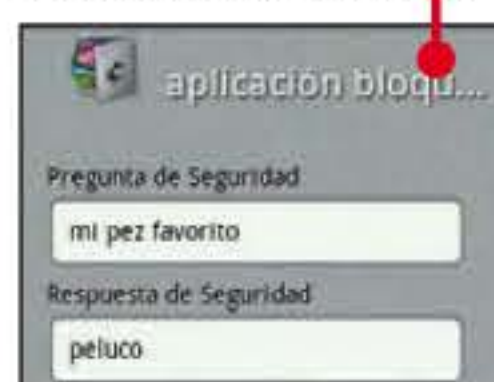 aplicación bloqu...
Pregunta de Seguridad
mi pez favorito
Respuesta de Seguridad
peluco